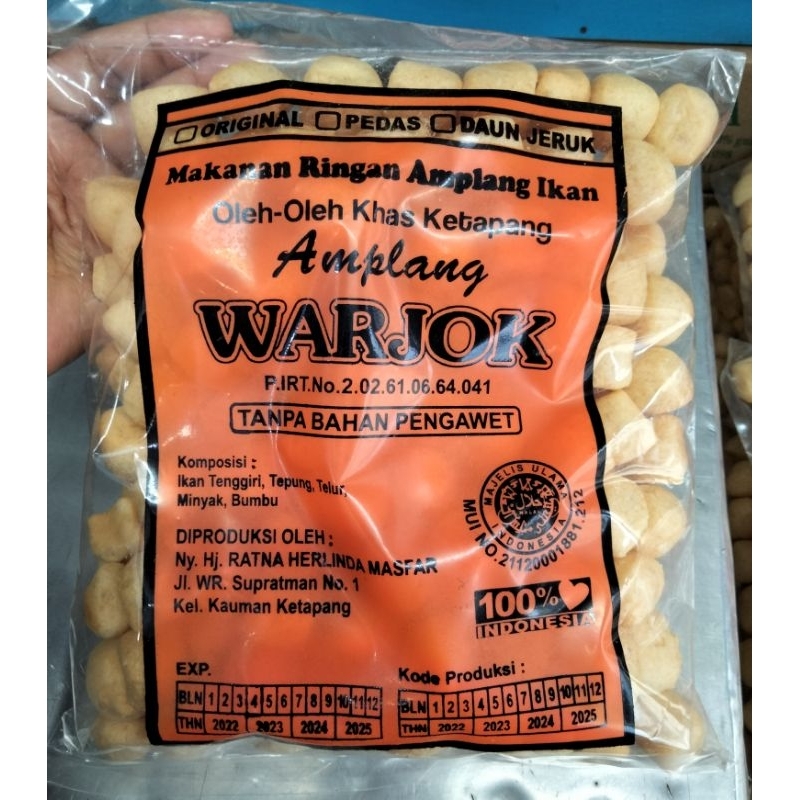 ORIGINAL PEDAS DAUN JERUK
Makanan Ringan Amplang Ikan
Oleh-Oleh Khas Ketapang
Amplang
WARJOK
P.IRT.No.2.02.61.06.64.041
TANPA BAHAN PENGAWET
Komposisi :
Ikan Tenggiri, Tepung, Telur,
Minyak, Bumbu
DIPRODUKSI OLEH :
Ny. Hj. RATNA HERLINDA MASFAR
Jl. WR. Supratman No. 1
Kel. Kauman Ketapang
MAJELIS ULAMA
INDONESIA
حلال
MUI NO.21120001881.212
100%
INDONESIA
EXP.
BLN 1 2 3 4 5 6 7 8 9 10 11 12
THN 2022 2023 2024 2025
Kode Produksi :
BLN 1 2 3 4 5 6 7 8 9 10 11 12
THN 2022 2023 2024 2025